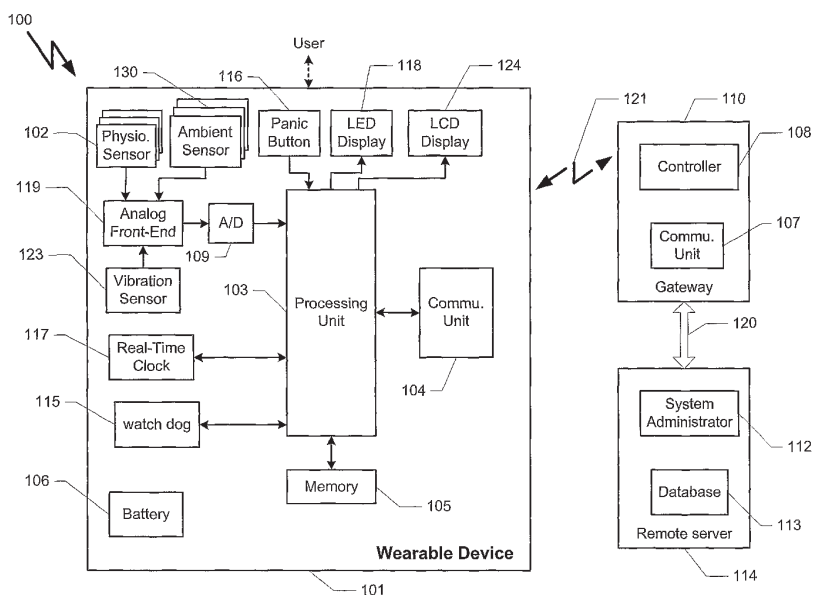 100
User
130
116
118
124
102
Physio.
Sensor
Ambient
Sensor
Panic
Button
LED
Display
LCD
Display
121
110
108
Controller
119
Analog
Front-End
A/D
109
107
Commu.
Unit
Gateway
123
Vibration
Sensor
103
Processing
Unit
Commu.
Unit
104
120
117
Real-Time
Clock
115
watch dog
System
Administrator
112
106
Battery
Memory
105
Database
113
Remote server
Wearable Device
101
114